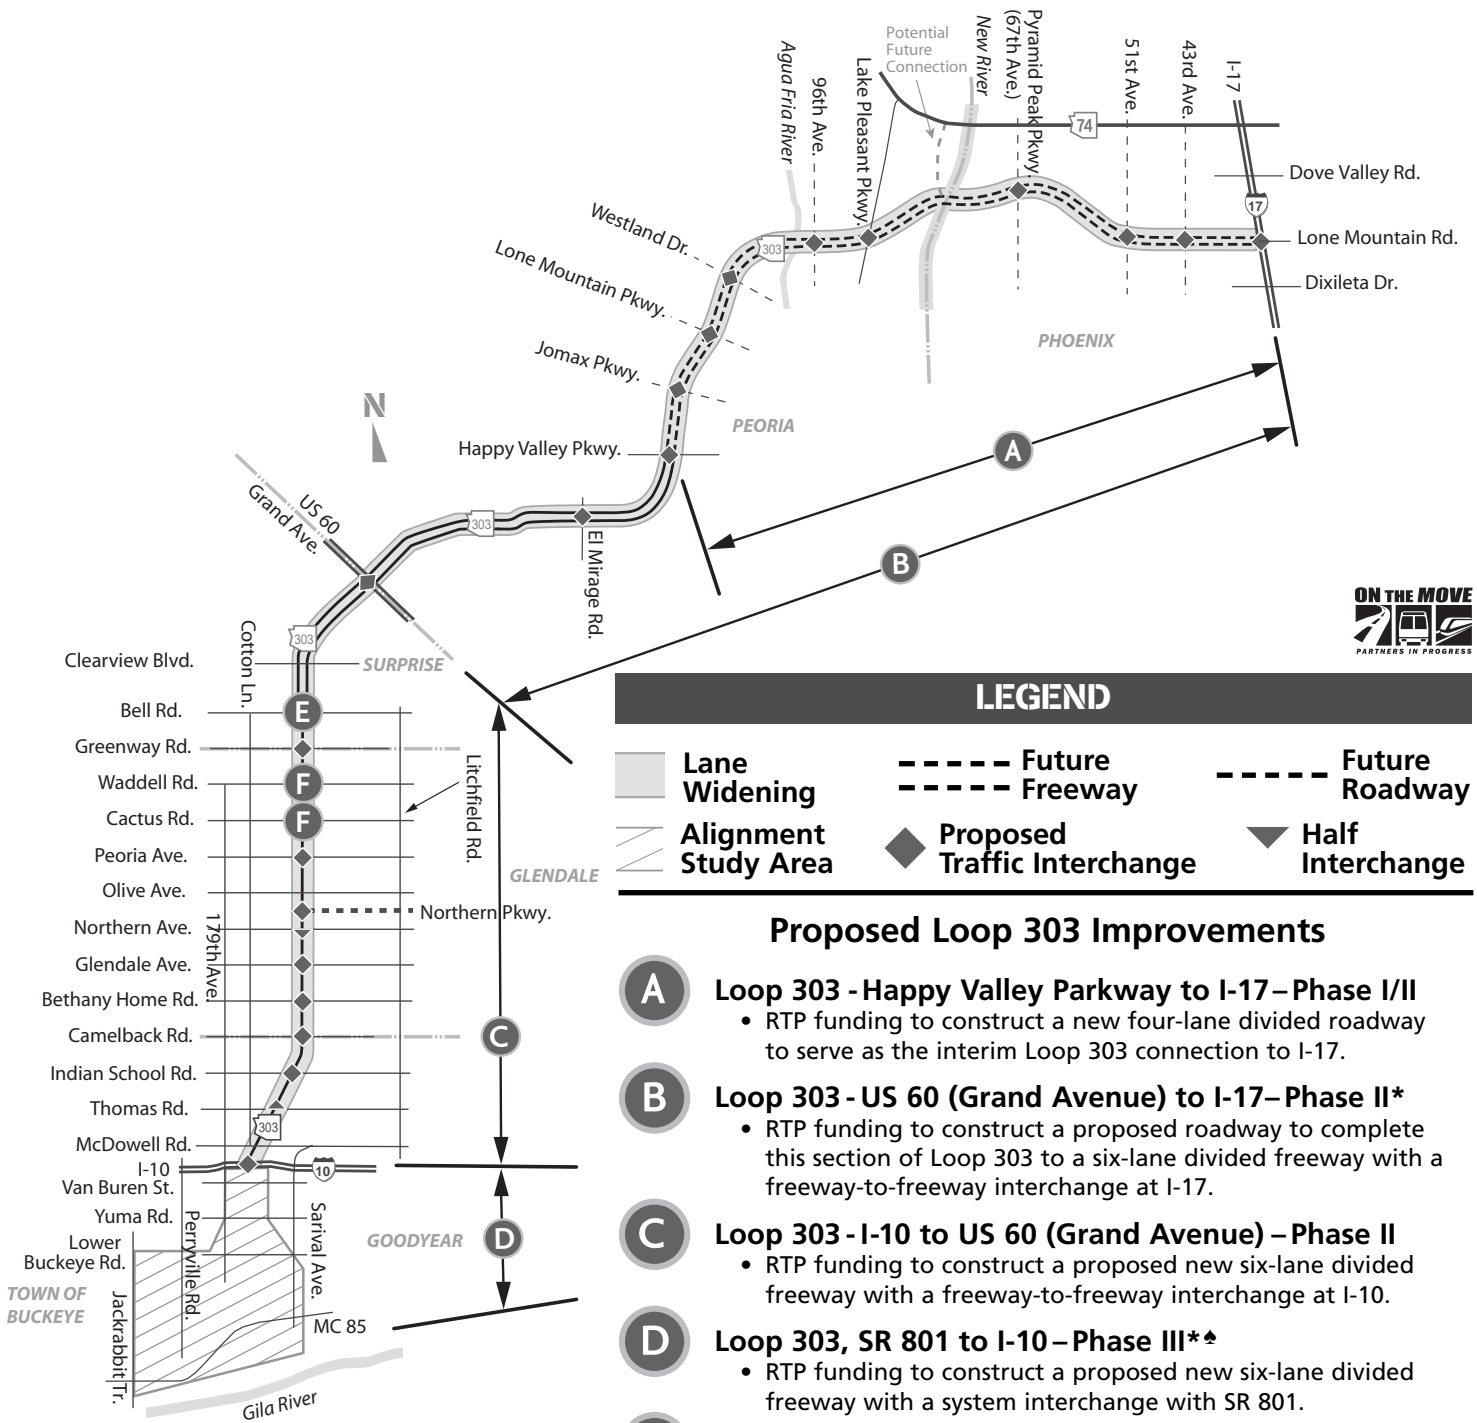 Potential
Future
Connection
New River
Pyramid Peak Pkwy.
(67th Ave.)
Agua Fria River
96th Ave.
Lake Pleasant Pkwy.
51st Ave.
43rd Ave.
I-17
74
Dove Valley Rd.
17
Westland Dr.
303
Lone Mountain Rd.
Lone Mountain Pkwy.
Dixileta Dr.
PHOENIX
Jomax Pkwy.
N
PEORIA
Happy Valley Pkwy.
A
US 60
Grand Ave.
303
El Mirage Rd.
B
ON THE MOVE
PARTNERS IN PROGRESS
303
Cotton Ln.
Clearview Blvd.
SURPRISE
Bell Rd.
E
Greenway Rd.
Waddell Rd.
F
Litchfield Rd.
Cactus Rd.
F
Peoria Ave.
GLENDALE
Olive Ave.
Northern Pkwy.
Northern Ave.
179th Ave.
Glendale Ave.
Bethany Home Rd.
Camelback Rd.
C
Indian School Rd.
Thomas Rd.
303
McDowell Rd.
I-10
10
Van Buren St.
Yuma Rd.
Perryville Rd.
Sarival Ave.
GOODYEAR
D
Lower
Buckeye Rd.
TOWN OF
BUCKEYE
Jackrabbit Tr.
MC 85
Gila River
LEGEND
Lane
Widening
Future
Freeway
Future
Roadway
Alignment
Study Area
Proposed
Traffic Interchange
Half
Interchange
Proposed Loop 303 Improvements
A
Loop 303 - Happy Valley Parkway to I-17 – Phase I/II
• RTP funding to construct a new four-lane divided roadway
to serve as the interim Loop 303 connection to I-17.
B
Loop 303 - US 60 (Grand Avenue) to I-17– Phase II*
• RTP funding to construct a proposed roadway to complete
this section of Loop 303 to a six-lane divided freeway with a
freeway-to-freeway interchange at I-17.
C
Loop 303 - I-10 to US 60 (Grand Avenue) – Phase II
• RTP funding to construct a proposed new six-lane divided
freeway with a freeway-to-freeway interchange at I-10.
D
Loop 303, SR 801 to I-10 – Phase III*♠
• RTP funding to construct a proposed new six-lane divided
freeway with a system interchange with SR 801.